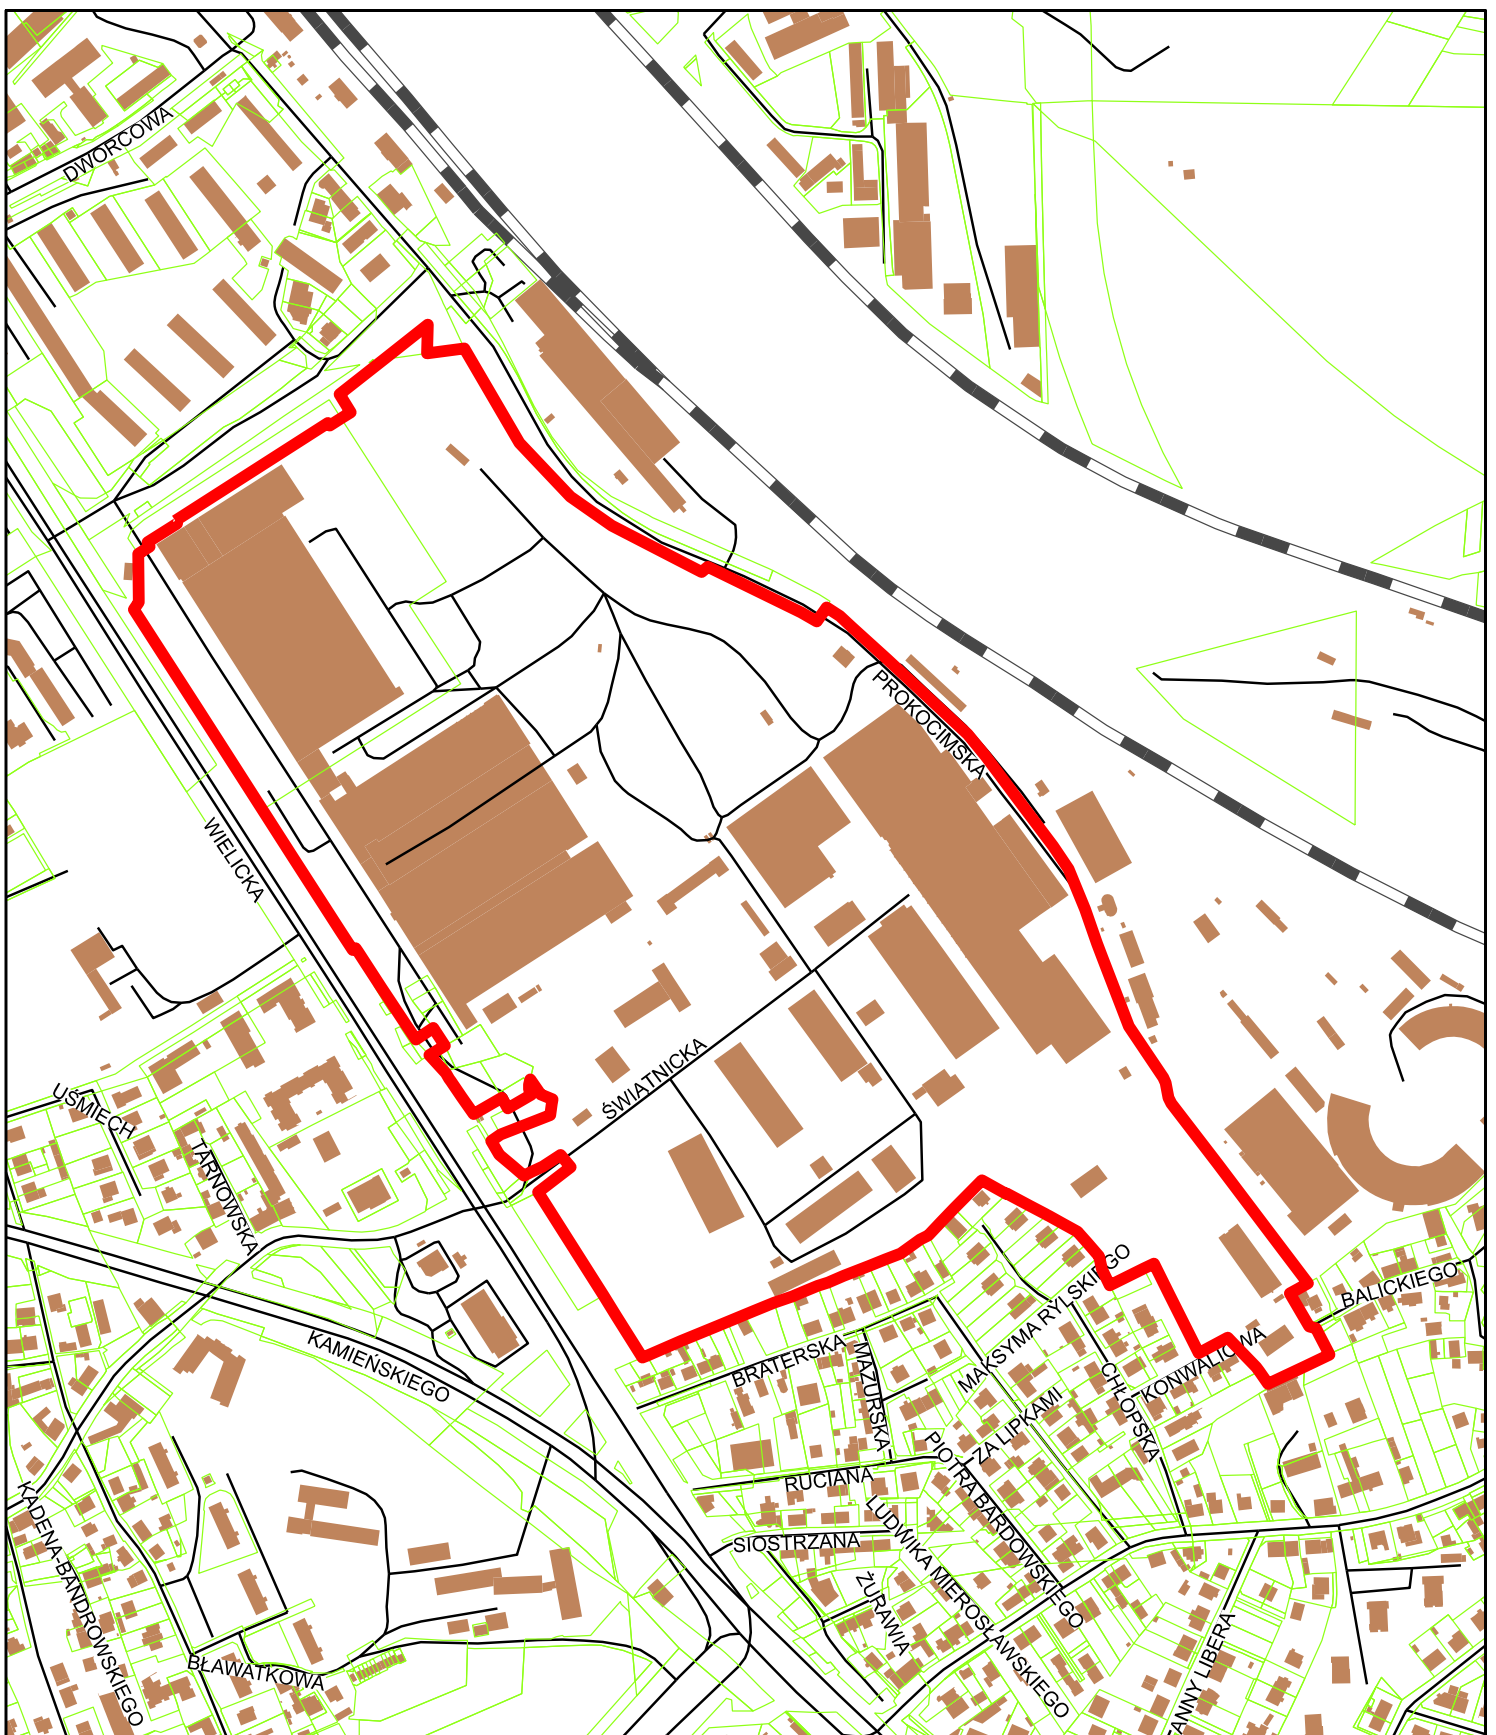 DWORCOWA
PROKOCIMSKA
WIELICKA
ŚWIATNICKA
UŚMIECH
TARNOWSKA
KAMIEŃSKIEGO
BALICKIEGO
MAKSYMA RYLSKIEGO
KONWALIOWA
BRATERSKA
MAZURSKA
CHŁOPSKA
ZA LIPKAMI
RUCIANA
PIOTRA BARDOWSKIEGO
LUDWIKA MIEROSŁAWSKIEGO
SIOSTRZANA
ŻURAWIA
KADENA-BANDROWSKIEGO
BŁAWATKOWA
ANNY LIBERA